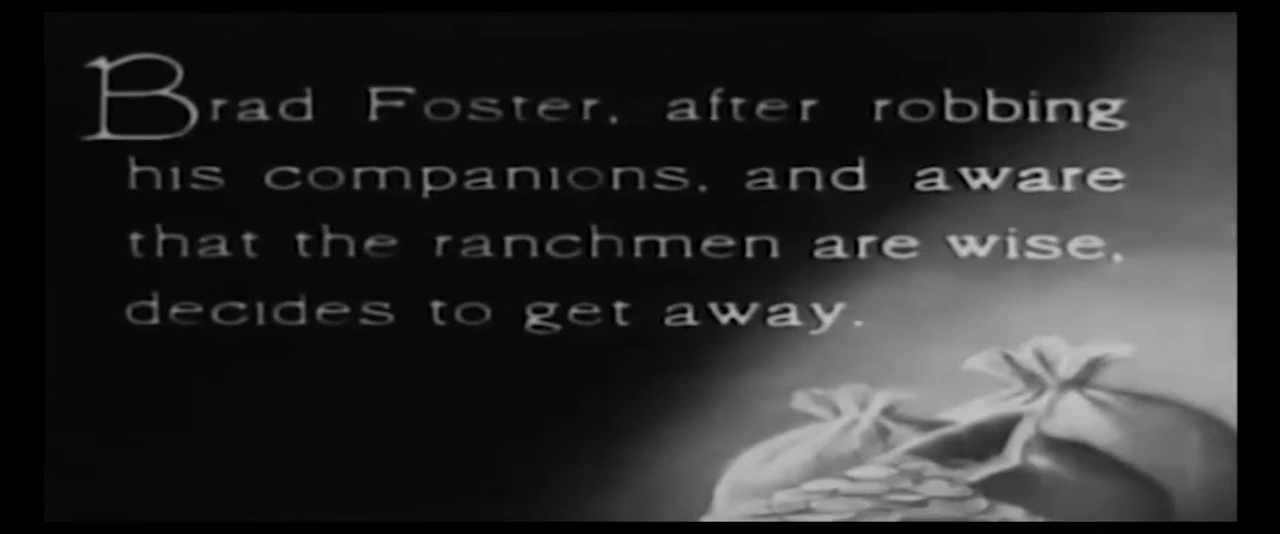 Brad Foster, after robbing
his companions, and aware
that the ranchmen are wise,
decides to get away.